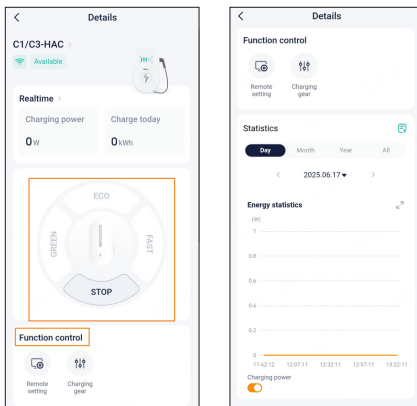 Details
C1/C3-HAC
Available
Realtime
Charging power
Charge today
0 W
0 kWh
ECO
GREEN
FAST
STOP
Function control
Remote setting
Charging gear
Details
Function control
Remote setting
Charging gear
Statistics
Day Month Year All
2025.06.17
Energy statistics
(W)
1
0.8
0.6
0.4
0.2
0
11:42:12 12:07:11 12:32:11 12:57:11 13:22:11
Charging power